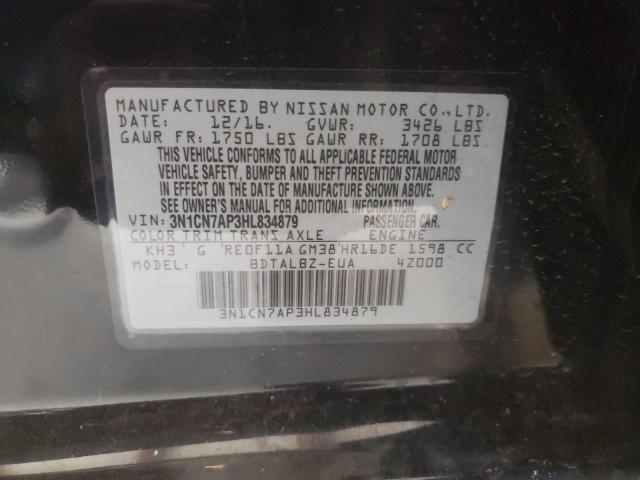 MANUFACTURED BY NISSAN MOTOR CO.,LTD.
DATE: 12/16. GVWR: 3426 LBS
GAWR FR: 1750 LBS GAWR RR: 1708 LBS
THIS VEHICLE CONFORMS TO ALL APPLICABLE FEDERAL MOTOR
VEHICLE SAFETY, BUMPER AND THEFT PREVENTION STANDARDS
IN EFFECT ON THE DATE OF MANUFACTURE SHOWN ABOVE.
SEE OWNER'S MANUAL FOR ADDITIONAL INFORMATION
VIN: 3N1CN7AP3HL834879 PASSENGER CAR.
COLOR TRIM TRANS AXLE ENGINE
KH3 G RE0F11A GM38 HR16DE 1598 CC
MODEL: BDTALBZ-EUA 42000
3N1CN7AP3HL834879